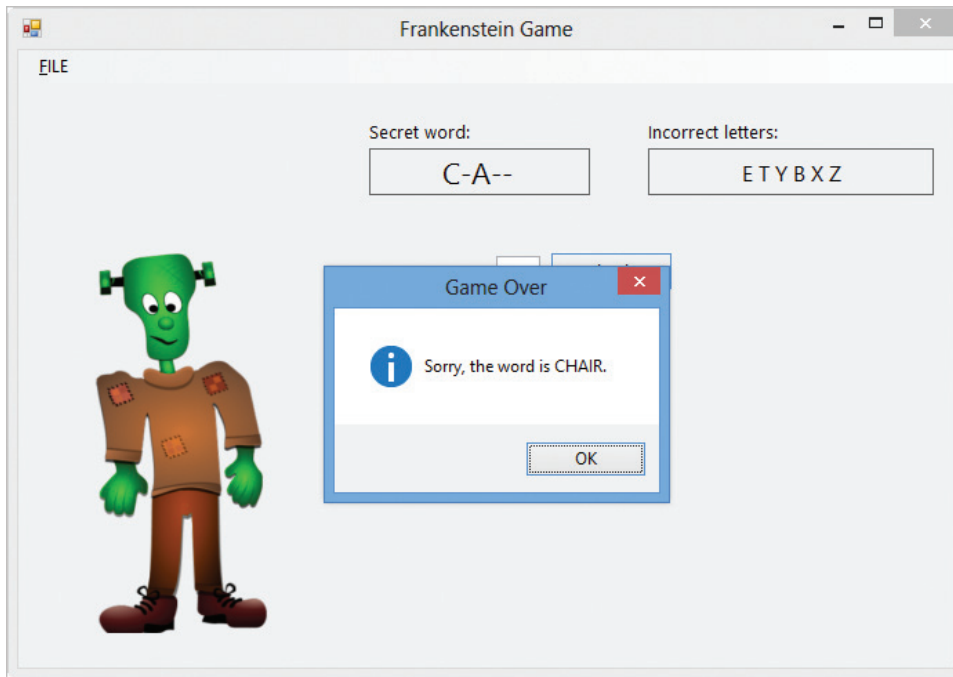 Frankenstein Game
FILE
Secret word:
Incorrect letters:
C-A--
E T Y B X Z
Game Over
Sorry, the word is CHAIR.
OK